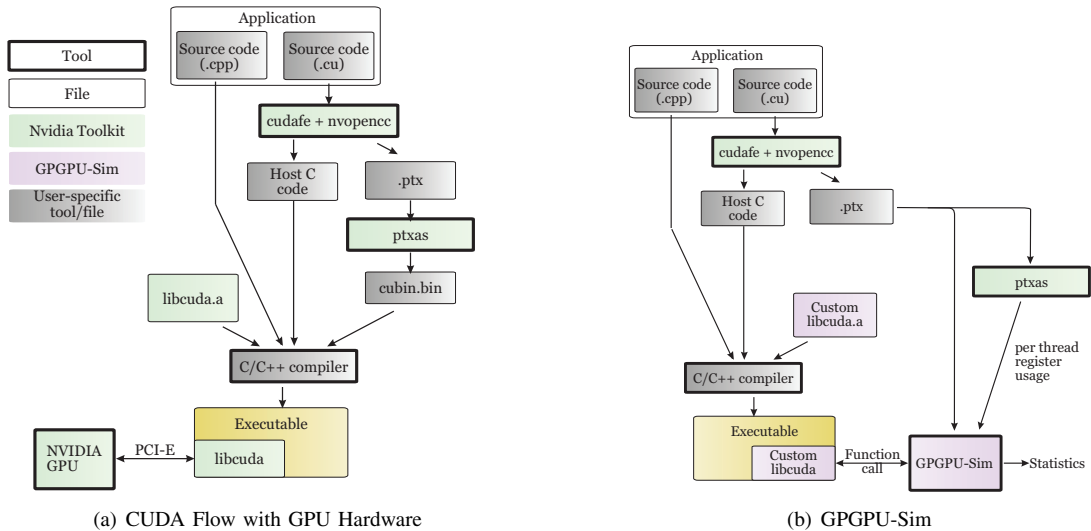 Tool
File
Nvidia Toolkit
GPGPU-Sim
User-specific
tool/file
Application
Source code
(.cpp)
Source code
(.cu)
cudafe + nvopencc
Host C
code
.ptx
ptxas
cubin.bin
libcuda.a
C/C++ compiler
Executable
libcuda
PCI-E
NVIDIA
GPU
(a) CUDA Flow with GPU Hardware
Application
Source code
(.cpp)
Source code
(.cu)
cudafe + nvopencc
Host C
code
.ptx
ptxas
Custom
libcuda.a
per thread
register
usage
C/C++ compiler
Executable
Custom
libcuda
Function
call
GPGPU-Sim
Statistics
(b) GPGPU-Sim